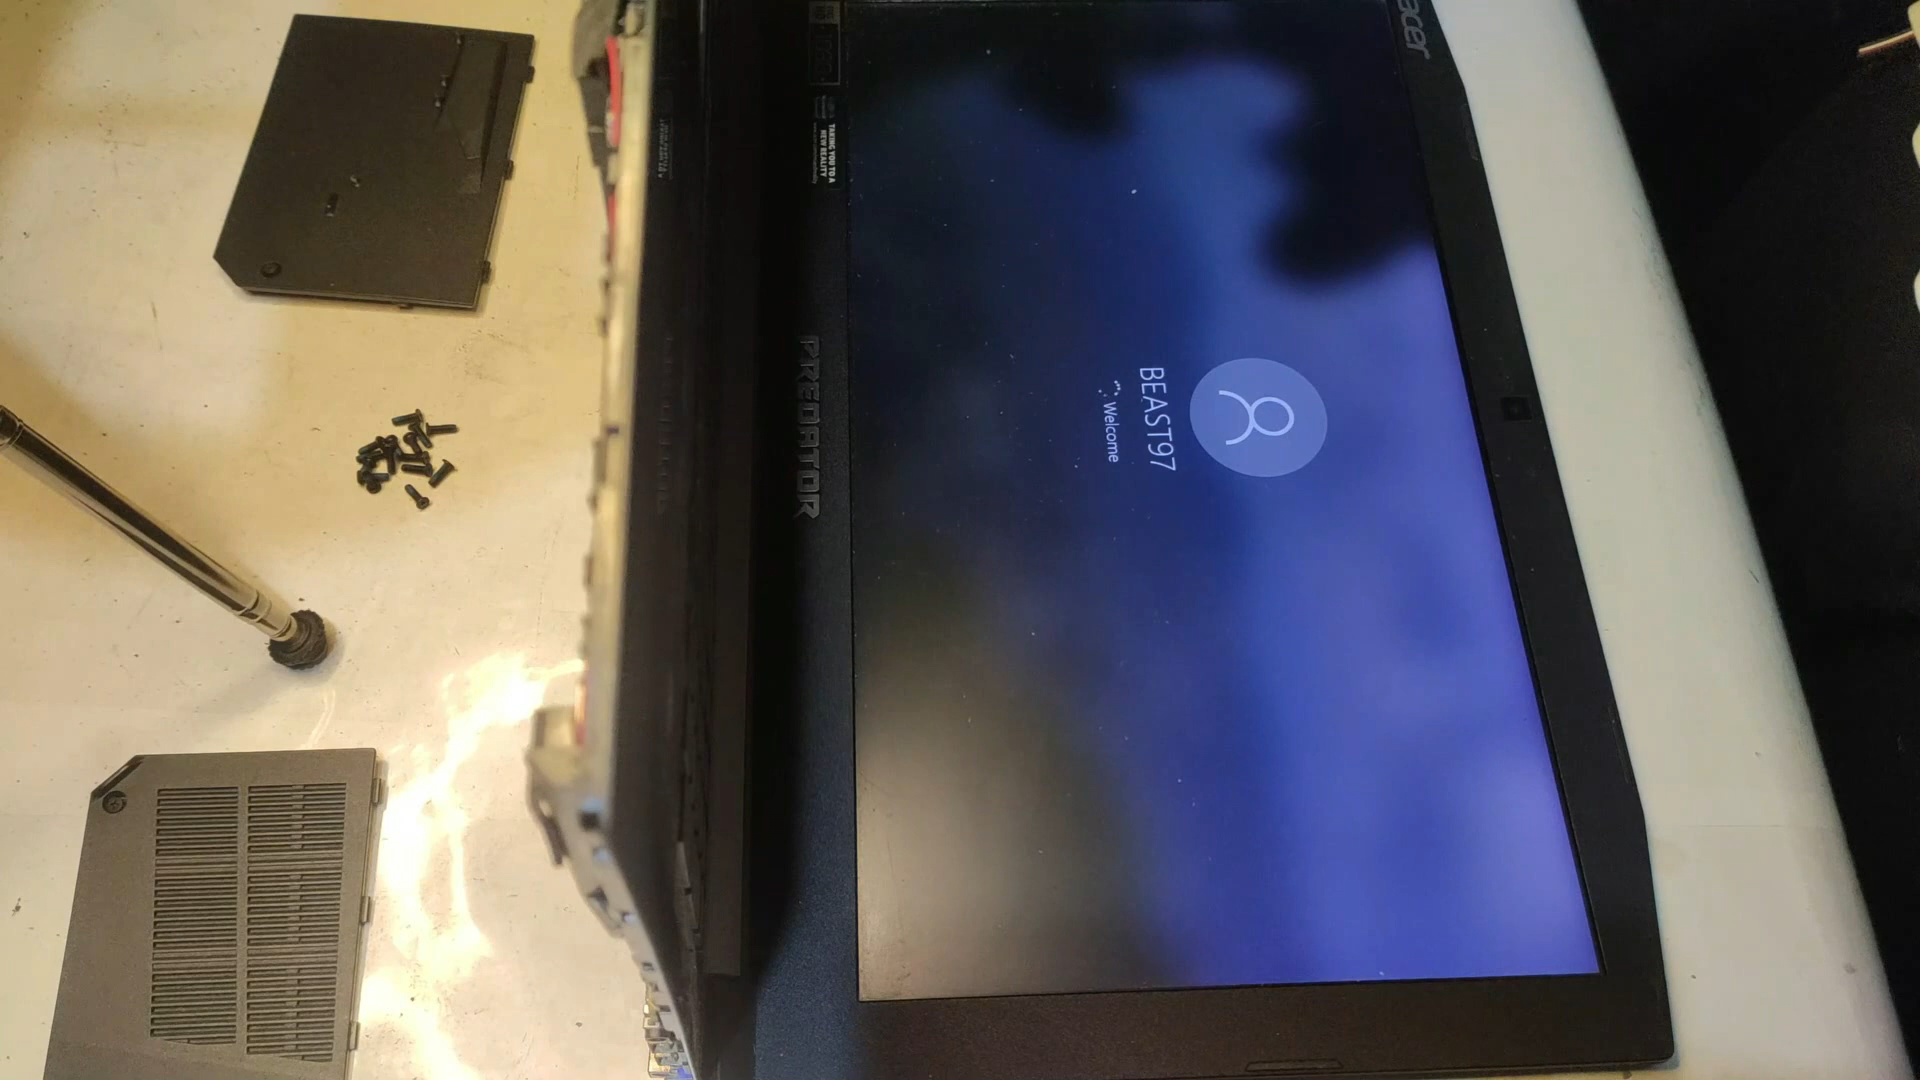 acer
BEAST97
Welcome
PREDATOR
TAKING YOU TO A
NEW REALITY